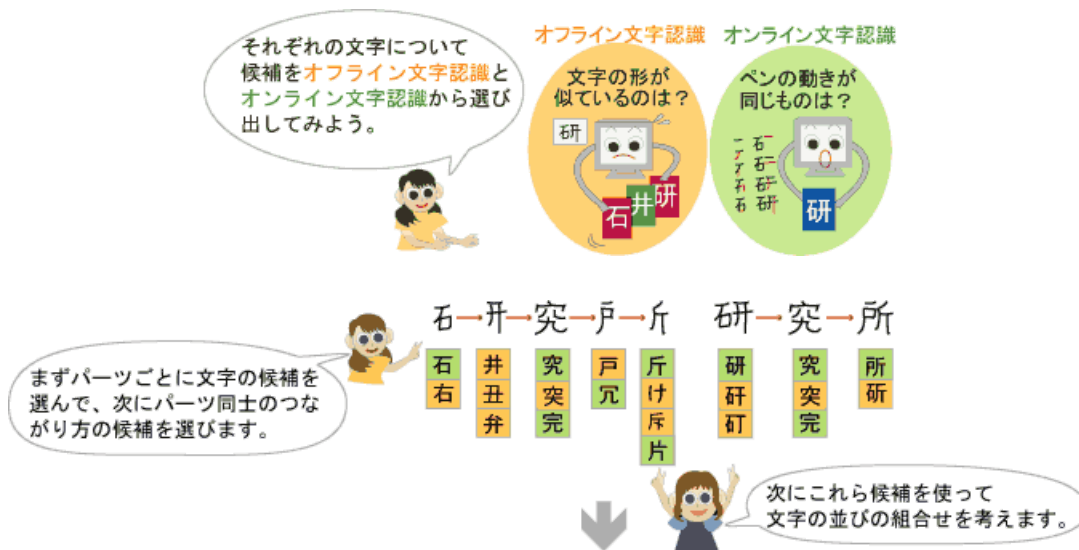 それぞれの文字について
候補をオフライン文字認識と
オンライン文字認識から選び
出してみよう。
オフライン文字認識
文字の形が
似ているのは？
研
石 井 研
オンライン文字認識
ペンの動きが
同じものは？
研
石→幵→究→戸→斤
研→究→所
石 井 究 戸 斤
右 丑 突 冗 け
弁 完 斥
片
研 究 所
研 突 斫
完
まずパーツごとに文字の候補を
選んで、次にパーツ同士のつな
がり方の候補を選びます。
次にこれら候補を使って
文字の並びの組合せを考えます。